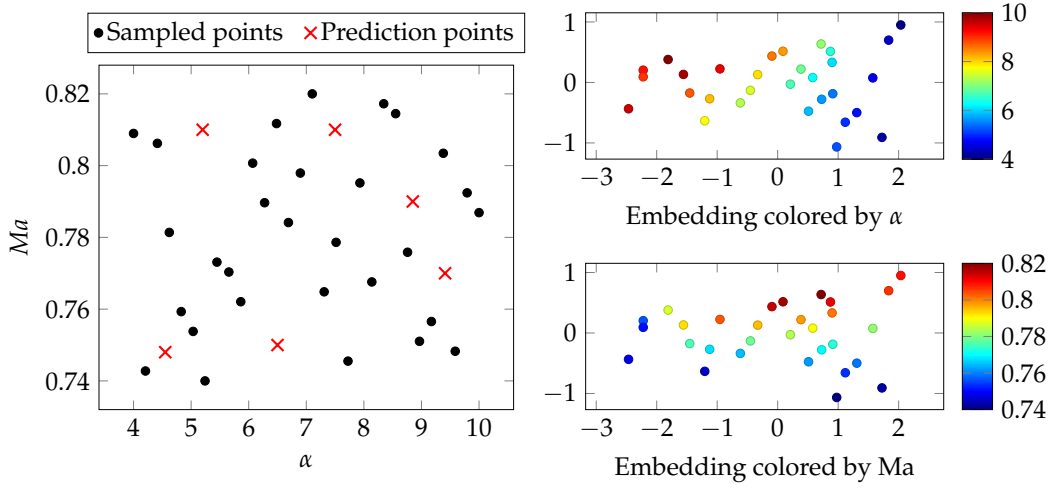 Sampled points Prediction points
0.82
0.8
0.78
0.76
0.74
Ma
4 5 6 7 8 9 10
α
1
0
−1
−3 −2 −1 0 1 2
Embedding colored by α
10
8
6
4
1
0
−1
−3 −2 −1 0 1 2
Embedding colored by Ma
0.82
0.80
0.78
0.76
0.74